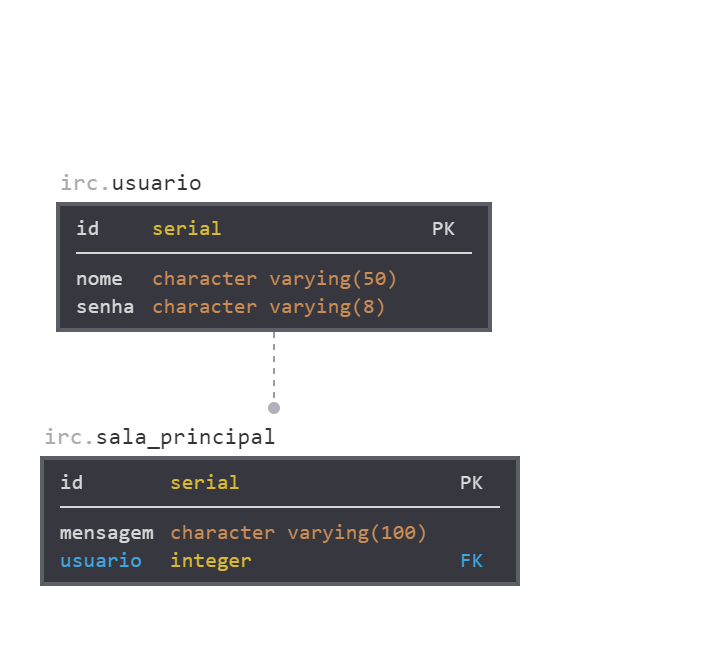 irc.usuario
id serial PK
nome character varying(50)
senha character varying(8)
irc.sala_principal
id serial PK
mensagem character varying(100)
usuario integer FK